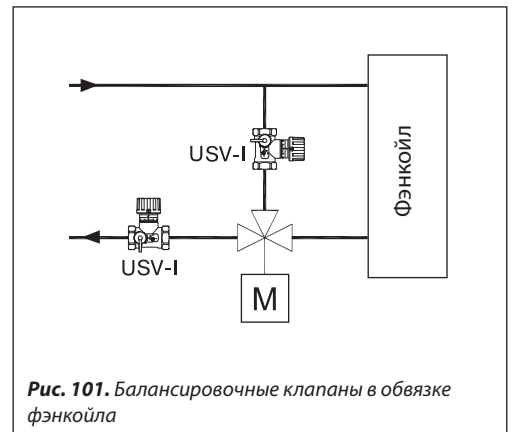 USV-I
Фэнкойл
USV-I
M
Рис. 101. Балансировочные клапаны в обвязке
фэнкойла